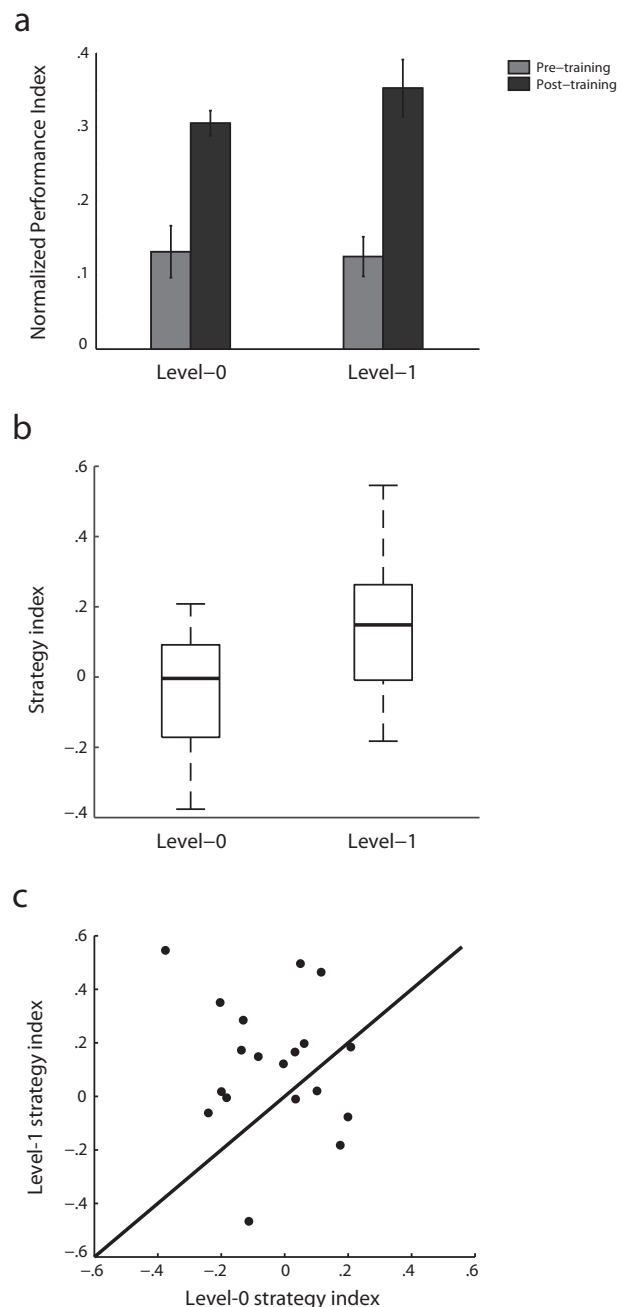 a
.4
.3
.2
.1
0
Normalized Performance Index
Level−0
Level−1
Pre−training
Post−training
b
.6
.4
.2
0
−.2
−.4
Strategy index
Level−0
Level−1
c
.6
.4
.2
0
−.2
−.4
−.6
Level-1 strategy index
−.6
−.4
−.2
0
.2
.4
.6
Level-0 strategy index